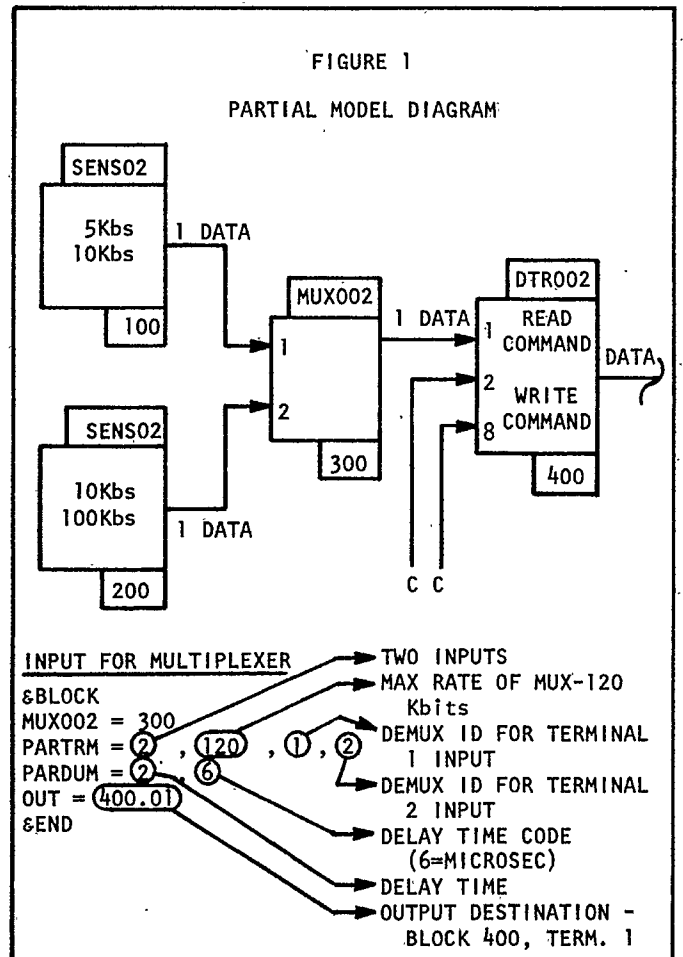 FIGURE 1
PARTIAL MODEL DIAGRAM
SENS02
5Kbs
10Kbs
100
1 DATA
SENS02
10Kbs
100Kbs
200
1 DATA
MUX002
1
2
300
1 DATA
DTR002
1 READ
COMMAND
2
WRITE
8 COMMAND
400
DATA
C C
INPUT FOR MULTIPLEXER
&BLOCK
MUX002 = 300
PARTRM = 2 , 120 , 1 , 2
PARDUM = 2 , 6
OUT = 400.01
&END
TWO INPUTS
MAX RATE OF MUX-120
Kbits
DEMUX ID FOR TERMINAL
1 INPUT
DEMUX ID FOR TERMINAL
2 INPUT
DELAY TIME CODE
(6=MICROSEC)
DELAY TIME
OUTPUT DESTINATION -
BLOCK 400, TERM. 1